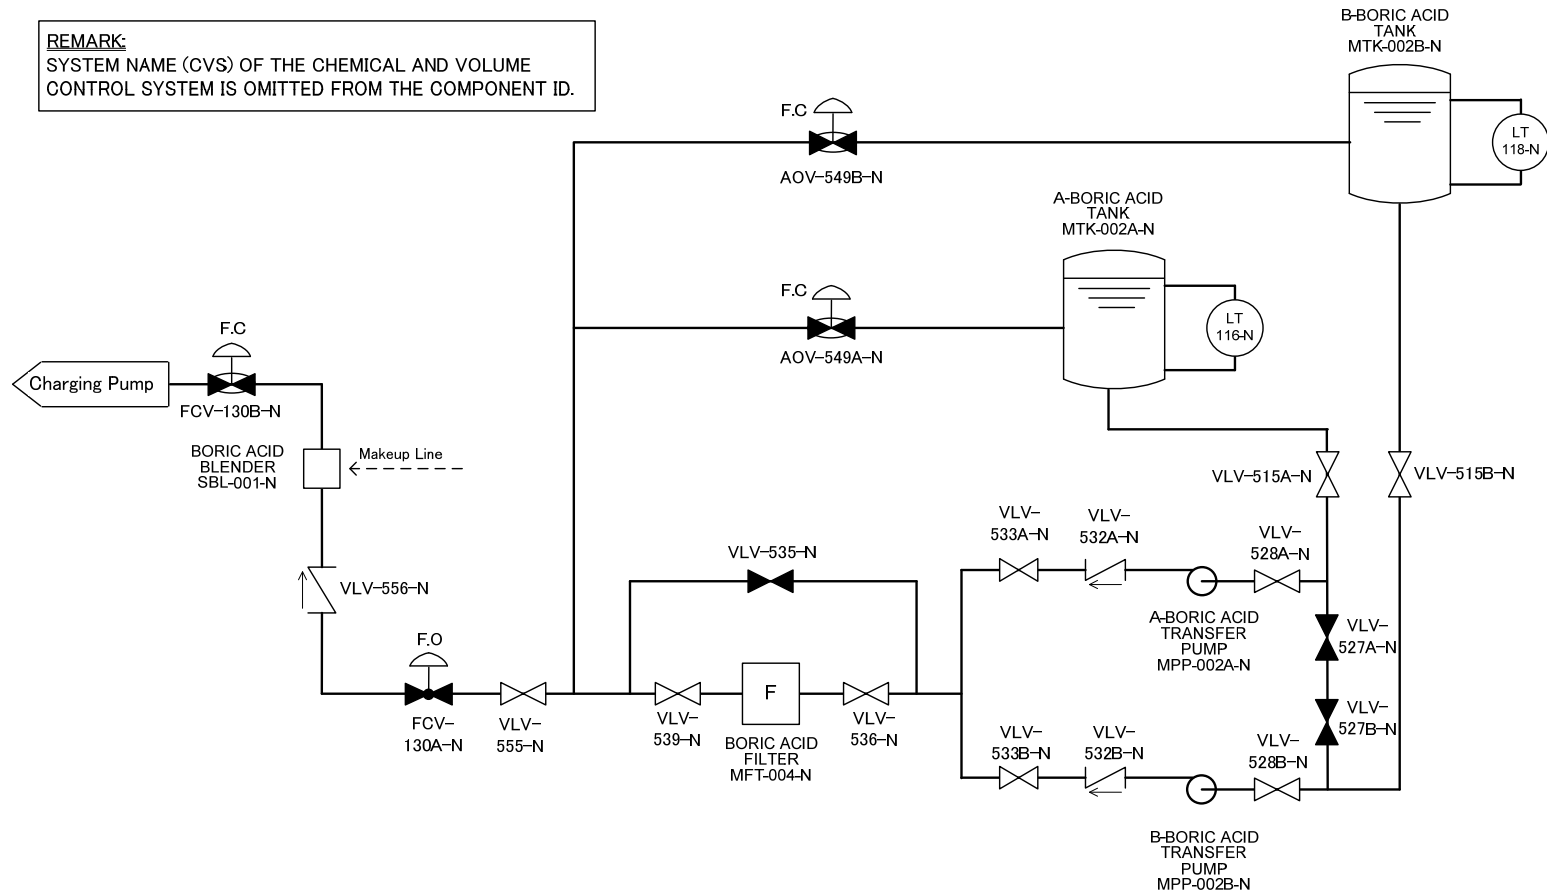 REMARK:
SYSTEM NAME (CVS) OF THE CHEMICAL AND VOLUME
CONTROL SYSTEM IS OMITTED FROM THE COMPONENT ID.
B-BORIC ACID
TANK
MTK-002B-N
F.C
AOV-549B-N
LT
118-N
A-BORIC ACID
TANK
MTK-002A-N
F.C
AOV-549A-N
LT
116-N
F.C
Charging Pump
FCV-130B-N
BORIC ACID
BLENDER
SBL-001-N
Makeup Line
VLV-515A-N
VLV-515B-N
VLV-
533A-N
VLV-
532A-N
VLV-
528A-N
VLV-535-N
VLV-556-N
A-BORIC ACID
TRANSFER
PUMP
MPP-002A-N
VLV-
527A-N
F.O
FCV-
130A-N
VLV-
555-N
VLV-
539-N
F
BORIC ACID
FILTER
MFT-004-N
VLV-
536-N
VLV-
533B-N
VLV-
532B-N
VLV-
528B-N
VLV-
527B-N
B-BORIC ACID
TRANSFER
PUMP
MPP-002B-N